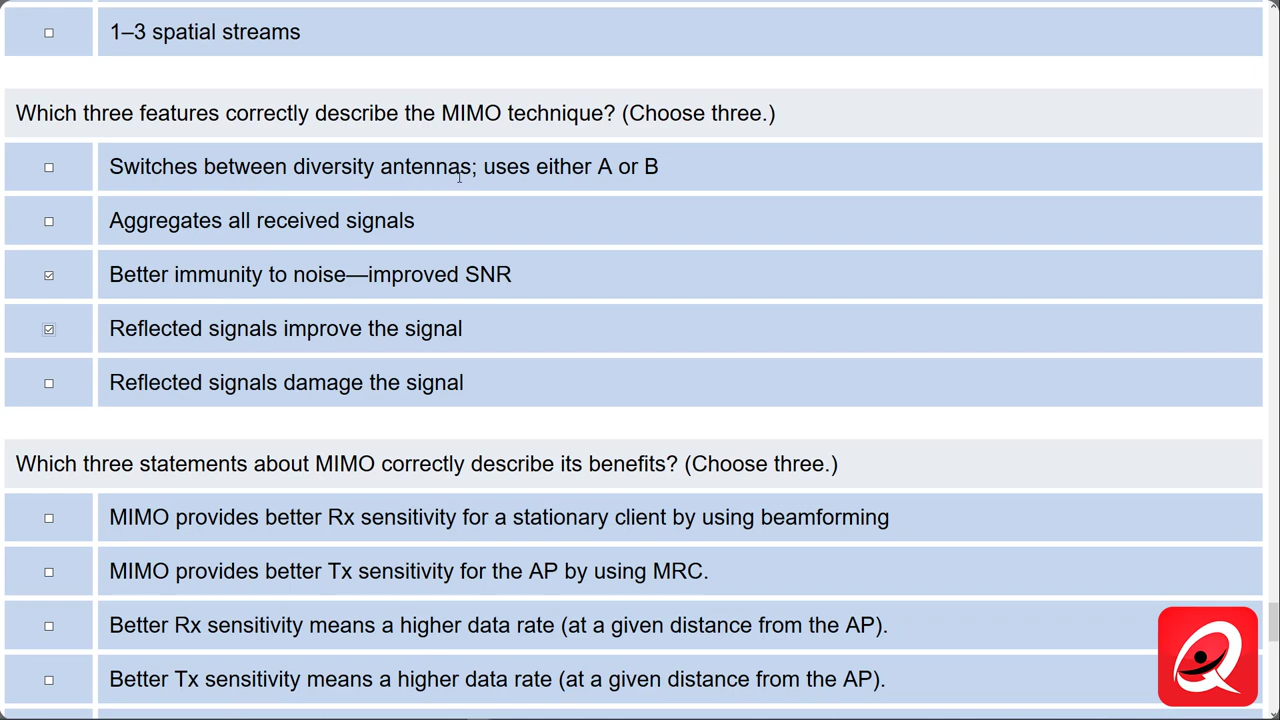 1–3 spatial streams
Which three features correctly describe the MIMO technique? (Choose three.)
Switches between diversity antennas; uses either A or B
Aggregates all received signals
Better immunity to noise—improved SNR
Reflected signals improve the signal
Reflected signals damage the signal
Which three statements about MIMO correctly describe its benefits? (Choose three.)
MIMO provides better Rx sensitivity for a stationary client by using beamforming
MIMO provides better Tx sensitivity for the AP by using MRC.
Better Rx sensitivity means a higher data rate (at a given distance from the AP).
Better Tx sensitivity means a higher data rate (at a given distance from the AP).